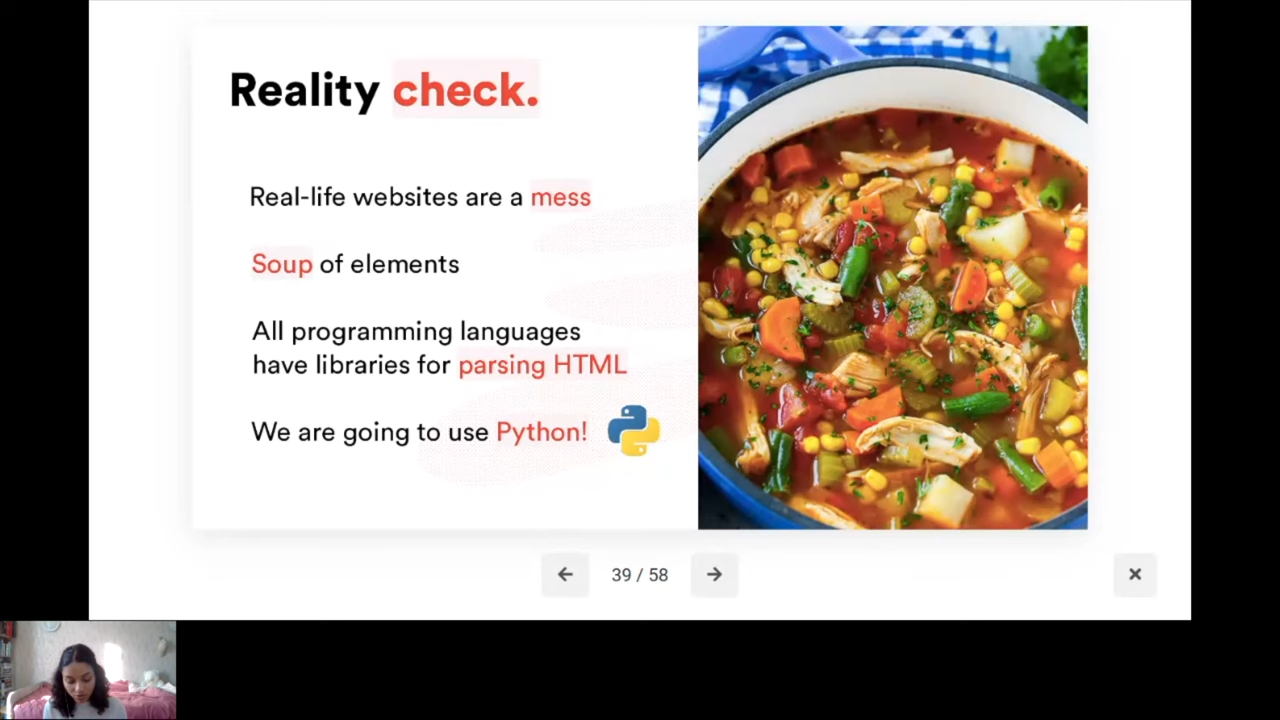 Reality check.
Real-life websites are a mess
Soup of elements
All programming languages
have libraries for parsing HTML
We are going to use Python!
39 / 58